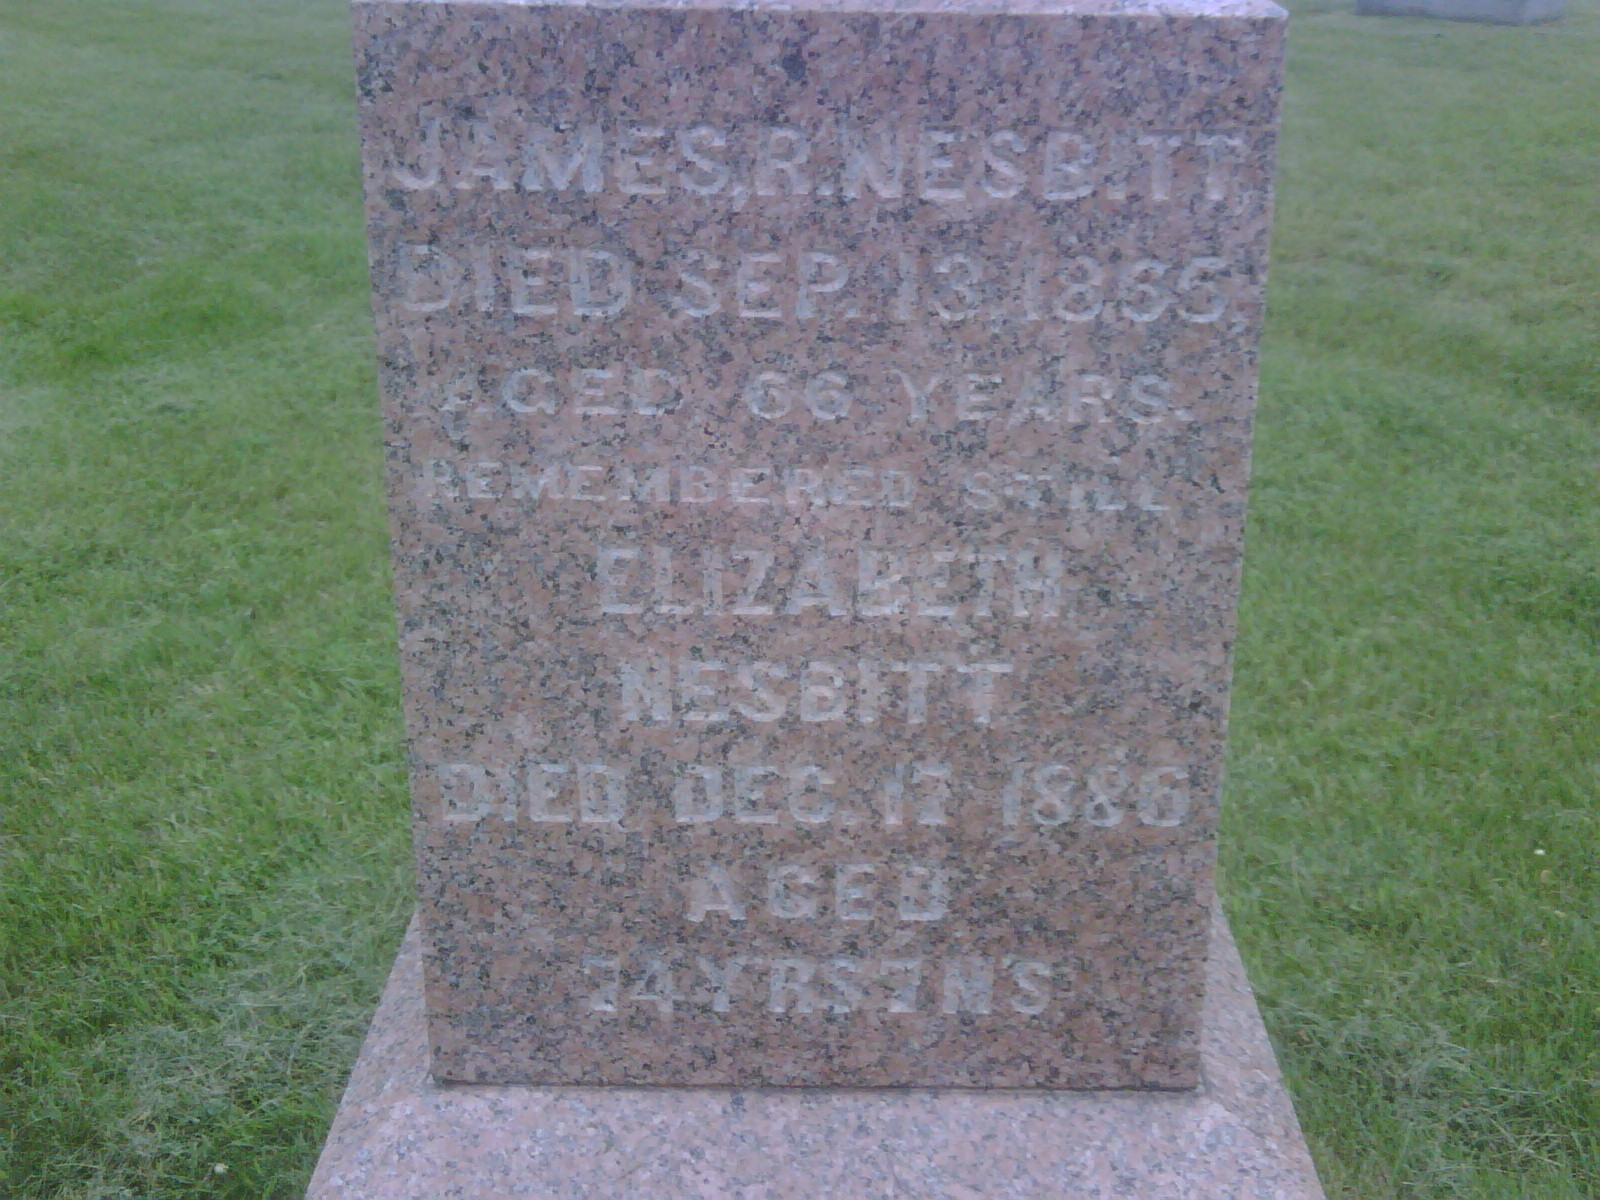 JAMES, R. NESBITT,
DIED SEP. 13, 1865,
AGED 66 YEARS.
REMEMBERED STILL
ELIZABETH
NESBITT
DIED DEC. 17 1886
AGED
74 YRS 7 M'S